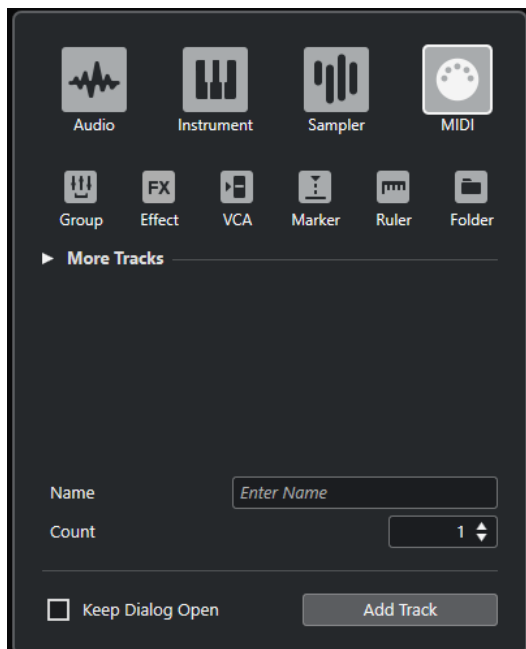 Audio Instrument Sampler MIDI
FX
Group Effect VCA Marker Ruler Folder
More Tracks
Name Enter Name
Count 1
Keep Dialog Open Add Track